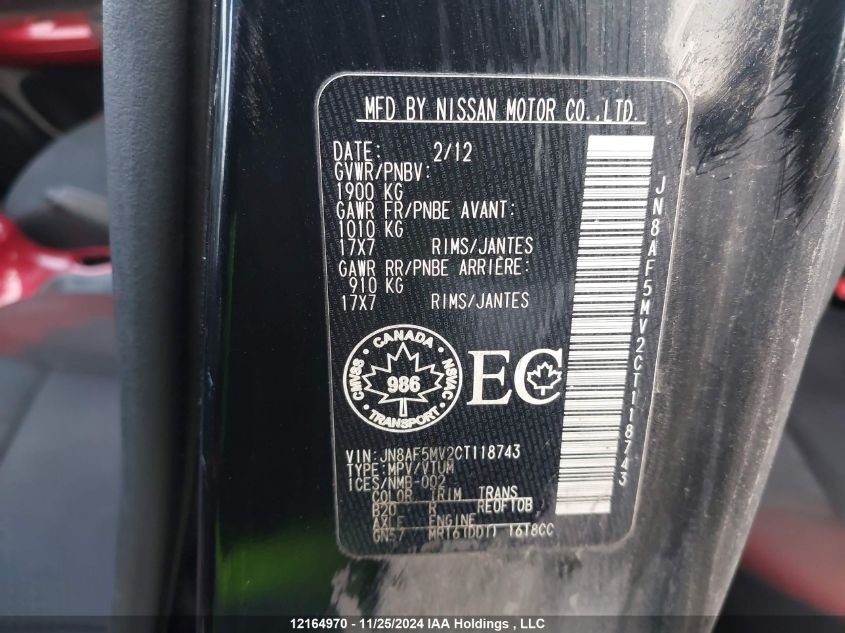 MFD BY NISSAN MOTOR CO.,LTD.
DATE: 2/12
GVWR/PNBV:
1900 KG
GAWR FR/PNBE AVANT:
1010 KG
17X7 RIMS/JANTES
GAWR RR/PNBE ARRIÈRE:
910 KG
17X7 RIMS/JANTES
CANADA
CMVSS NSVAC
986
TRANSPORT
EC
VIN:JN8AF5MV2CT118743
TYPE:MPV/VTUM
ICES/NMB-002
COLOR TRIM TRANS
B20 R RE0F10B
AXLE ENGINE
GN57 MR16(DDT) 1618CC
JN8AF5MV2CT118743
12164970 - 11/25/2024 IAA Holdings , LLC